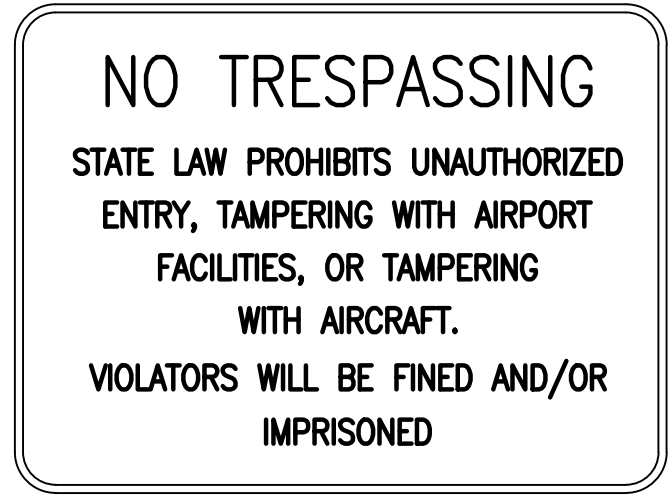 NO TRESPASSING
STATE LAW PROHIBITS UNAUTHORIZED
ENTRY, TAMPERING WITH AIRPORT
FACILITIES, OR TAMPERING
WITH AIRCRAFT.
VIOLATORS WILL BE FINED AND/OR
IMPRISONED